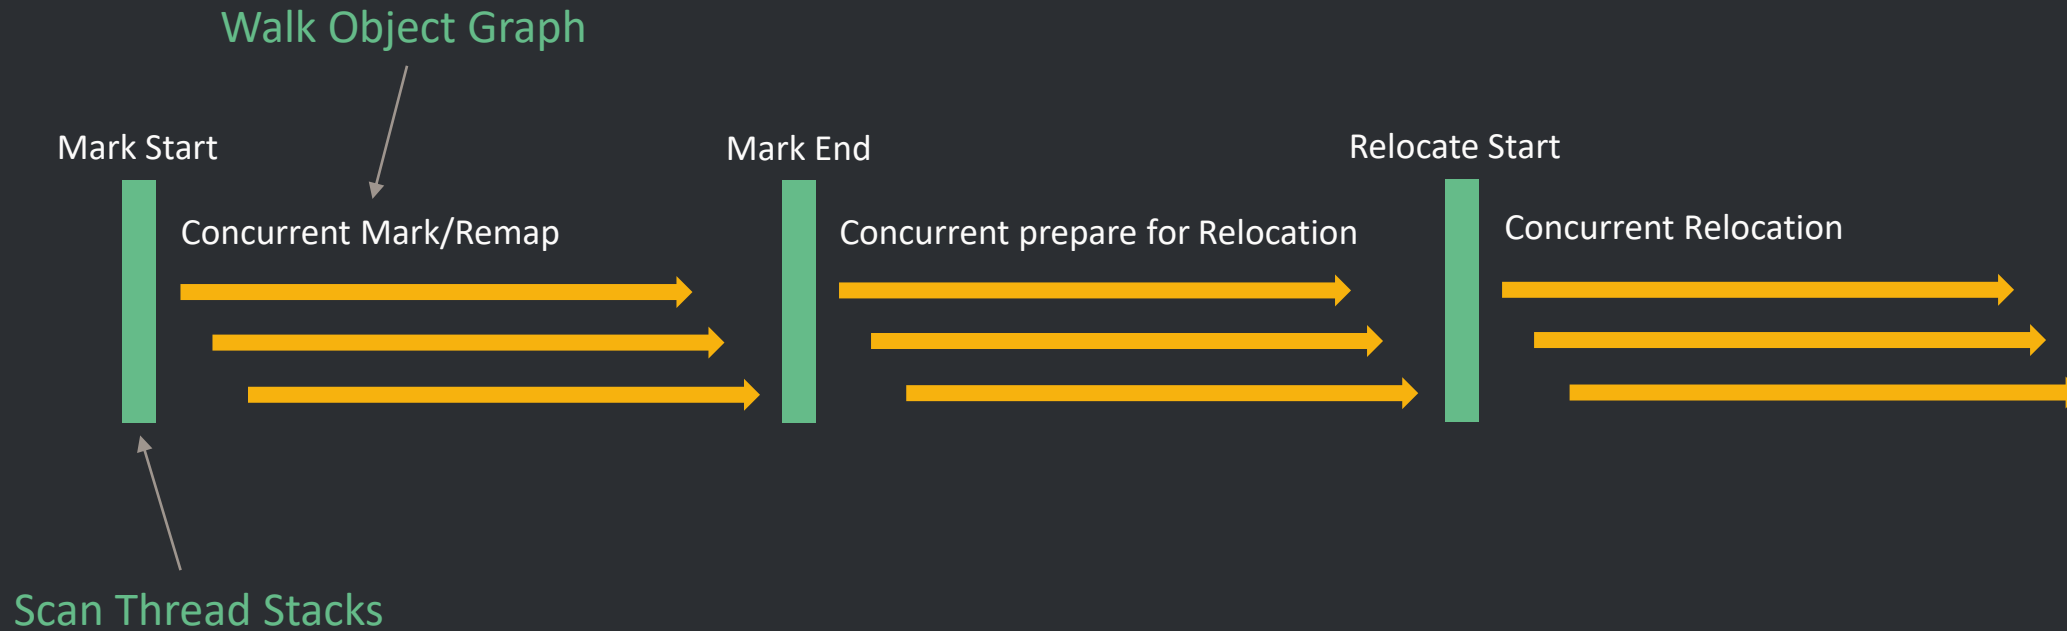 Walk Object Graph
Mark Start
Mark End
Relocate Start
Concurrent Mark/Remap
Concurrent prepare for Relocation
Concurrent Relocation
Scan Thread Stacks